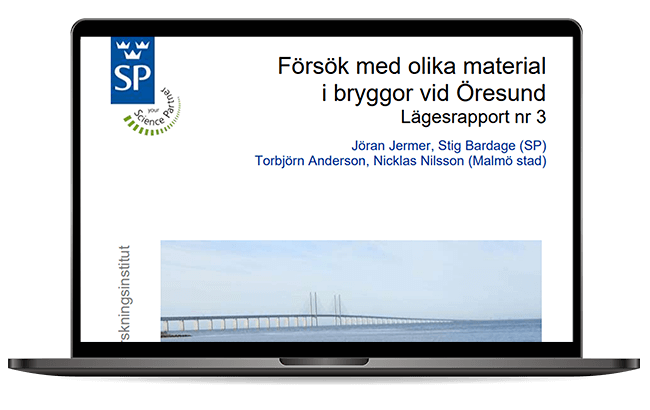 SP
your
Science Partner
Försök med olika material
i bryggor vid Öresund
Lägesrapport nr 3
Jöran Jermer, Stig Bardage (SP)
Torbjörn Anderson, Nicklas Nilsson (Malmö stad)
rskningsinstitut